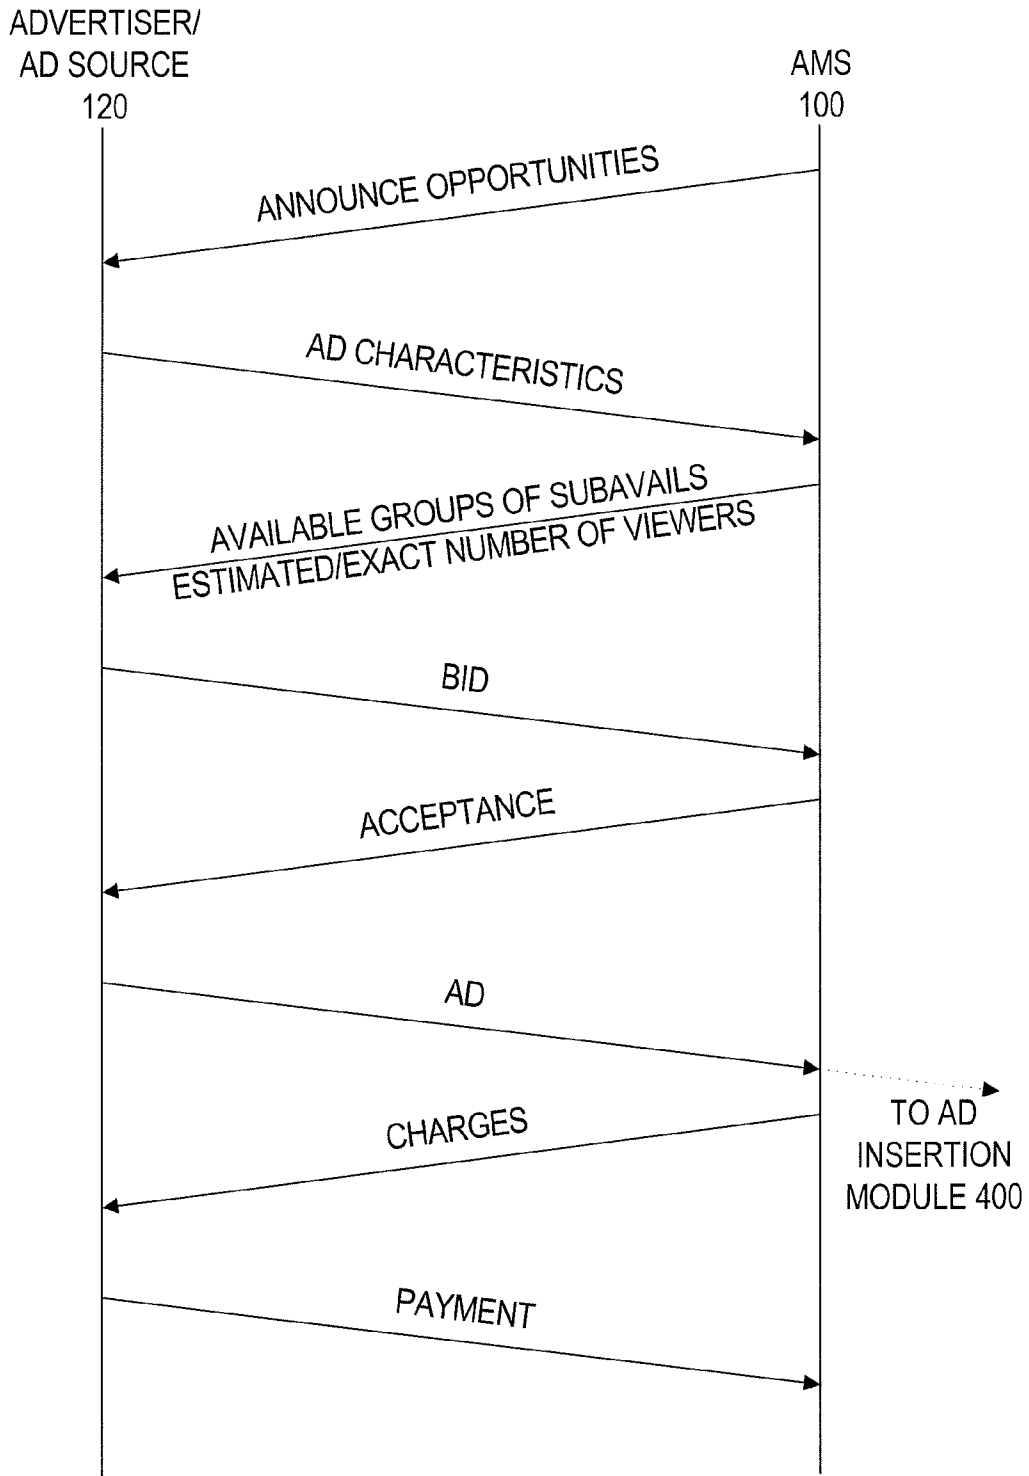 ADVERTISER/
AD SOURCE
120
AMS
100
ANNOUNCE OPPORTUNITIES
AD CHARACTERISTICS
AVAILABLE GROUPS OF SUBAVAILS
ESTIMATED/EXACT NUMBER OF VIEWERS
BID
ACCEPTANCE
AD
TO AD
INSERTION
MODULE 400
CHARGES
PAYMENT